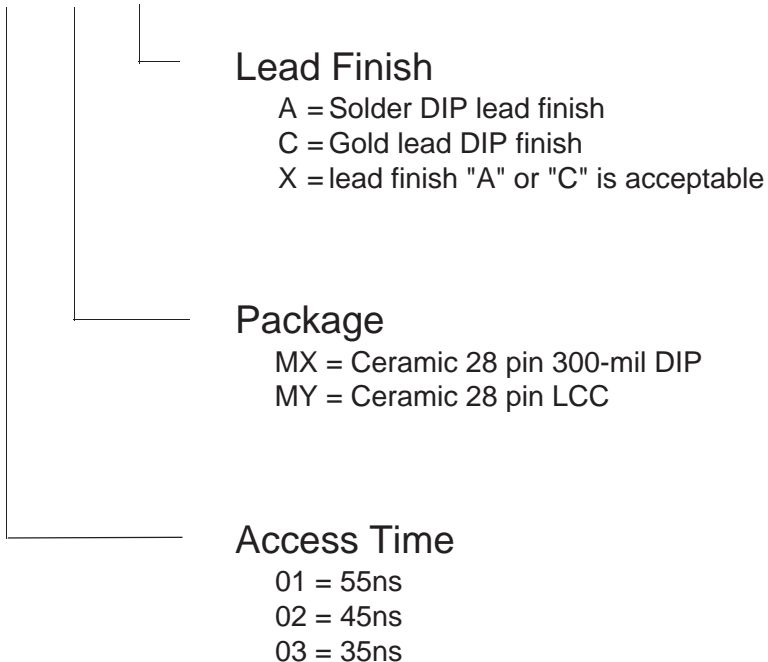 Lead Finish
A = Solder DIP lead finish
C = Gold lead DIP finish
X = lead finish "A" or "C" is acceptable
Package
MX = Ceramic 28 pin 300-mil DIP
MY = Ceramic 28 pin LCC
Access Time
01 = 55ns
02 = 45ns
03 = 35ns